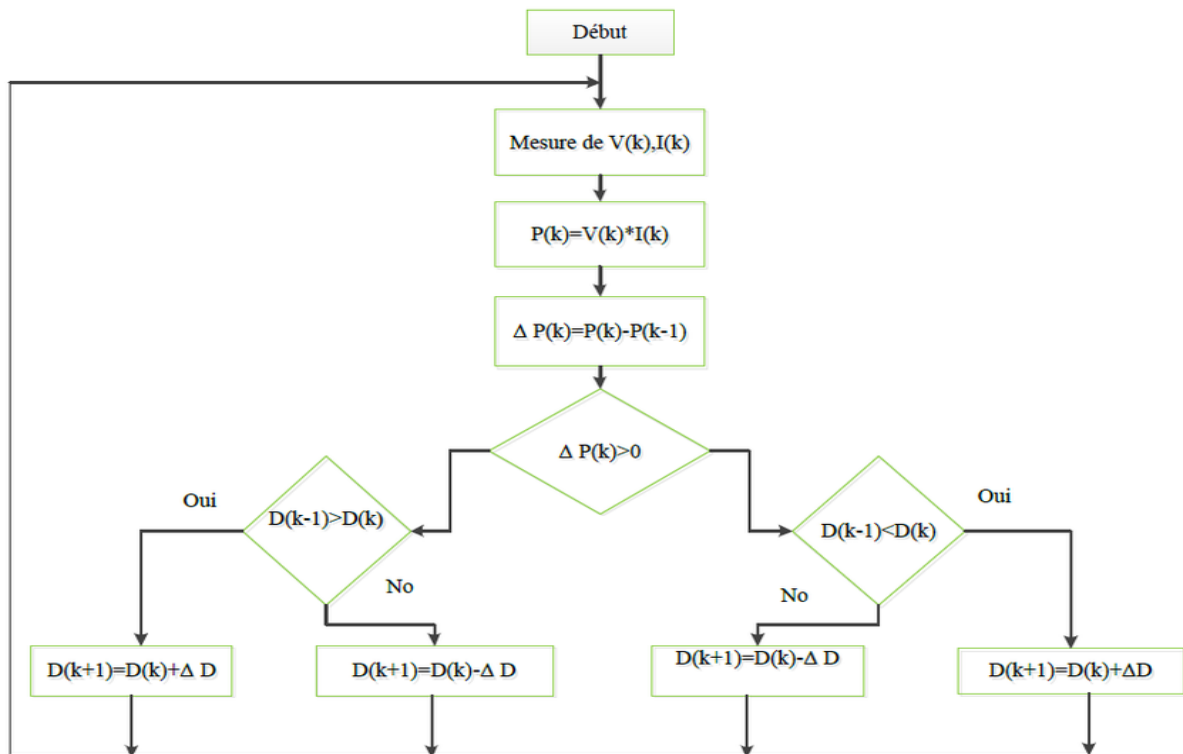 Début
Mesure de V(k),I(k)
P(k)=V(k)*I(k)
Δ P(k)=P(k)-P(k-1)
Δ P(k)>0
Oui
D(k-1)>D(k)
No
D(k-1)<D(k)
Oui
No
D(k+1)=D(k)+Δ D
D(k+1)=D(k)-Δ D
D(k+1)=D(k)-Δ D
D(k+1)=D(k)+ΔD